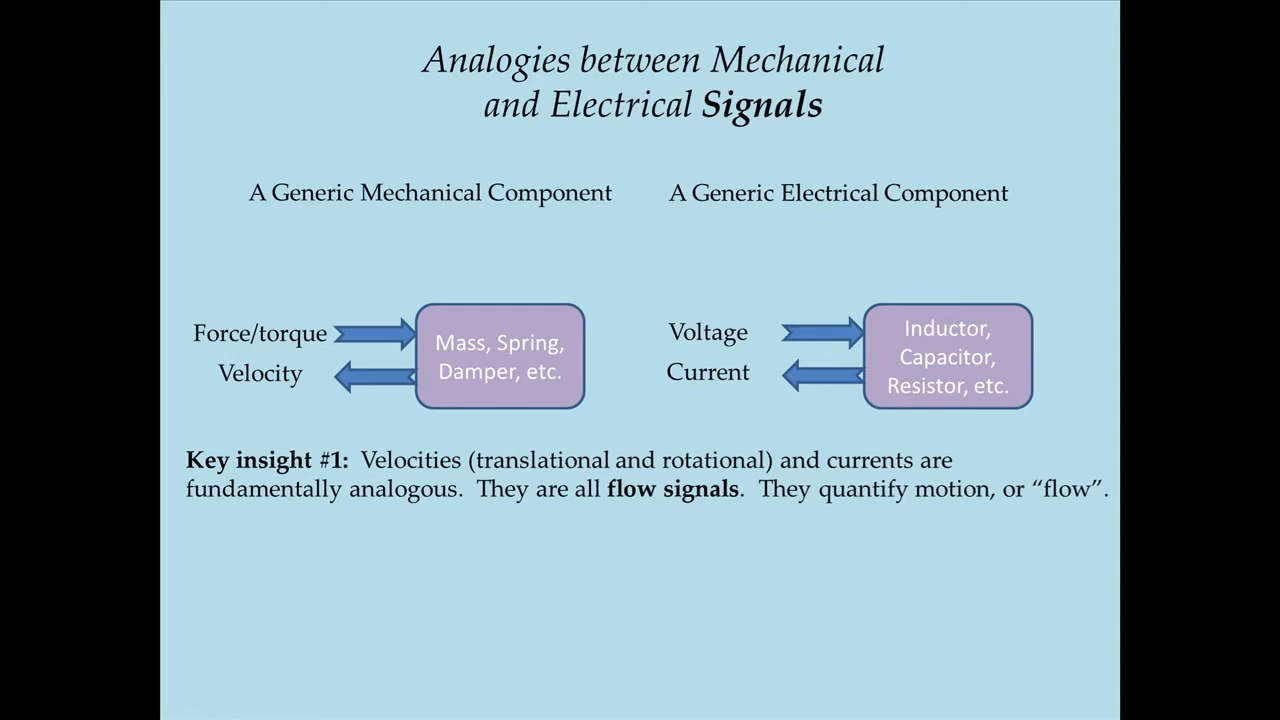 Analogies between Mechanical
and Electrical Signals
A Generic Mechanical Component
A Generic Electrical Component
Force/torque
Velocity
Mass, Spring,
Damper, etc.
Voltage
Current
Inductor,
Capacitor,
Resistor, etc.
Key insight #1: Velocities (translational and rotational) and currents are
fundamentally analogous. They are all flow signals. They quantify motion, or “flow”.